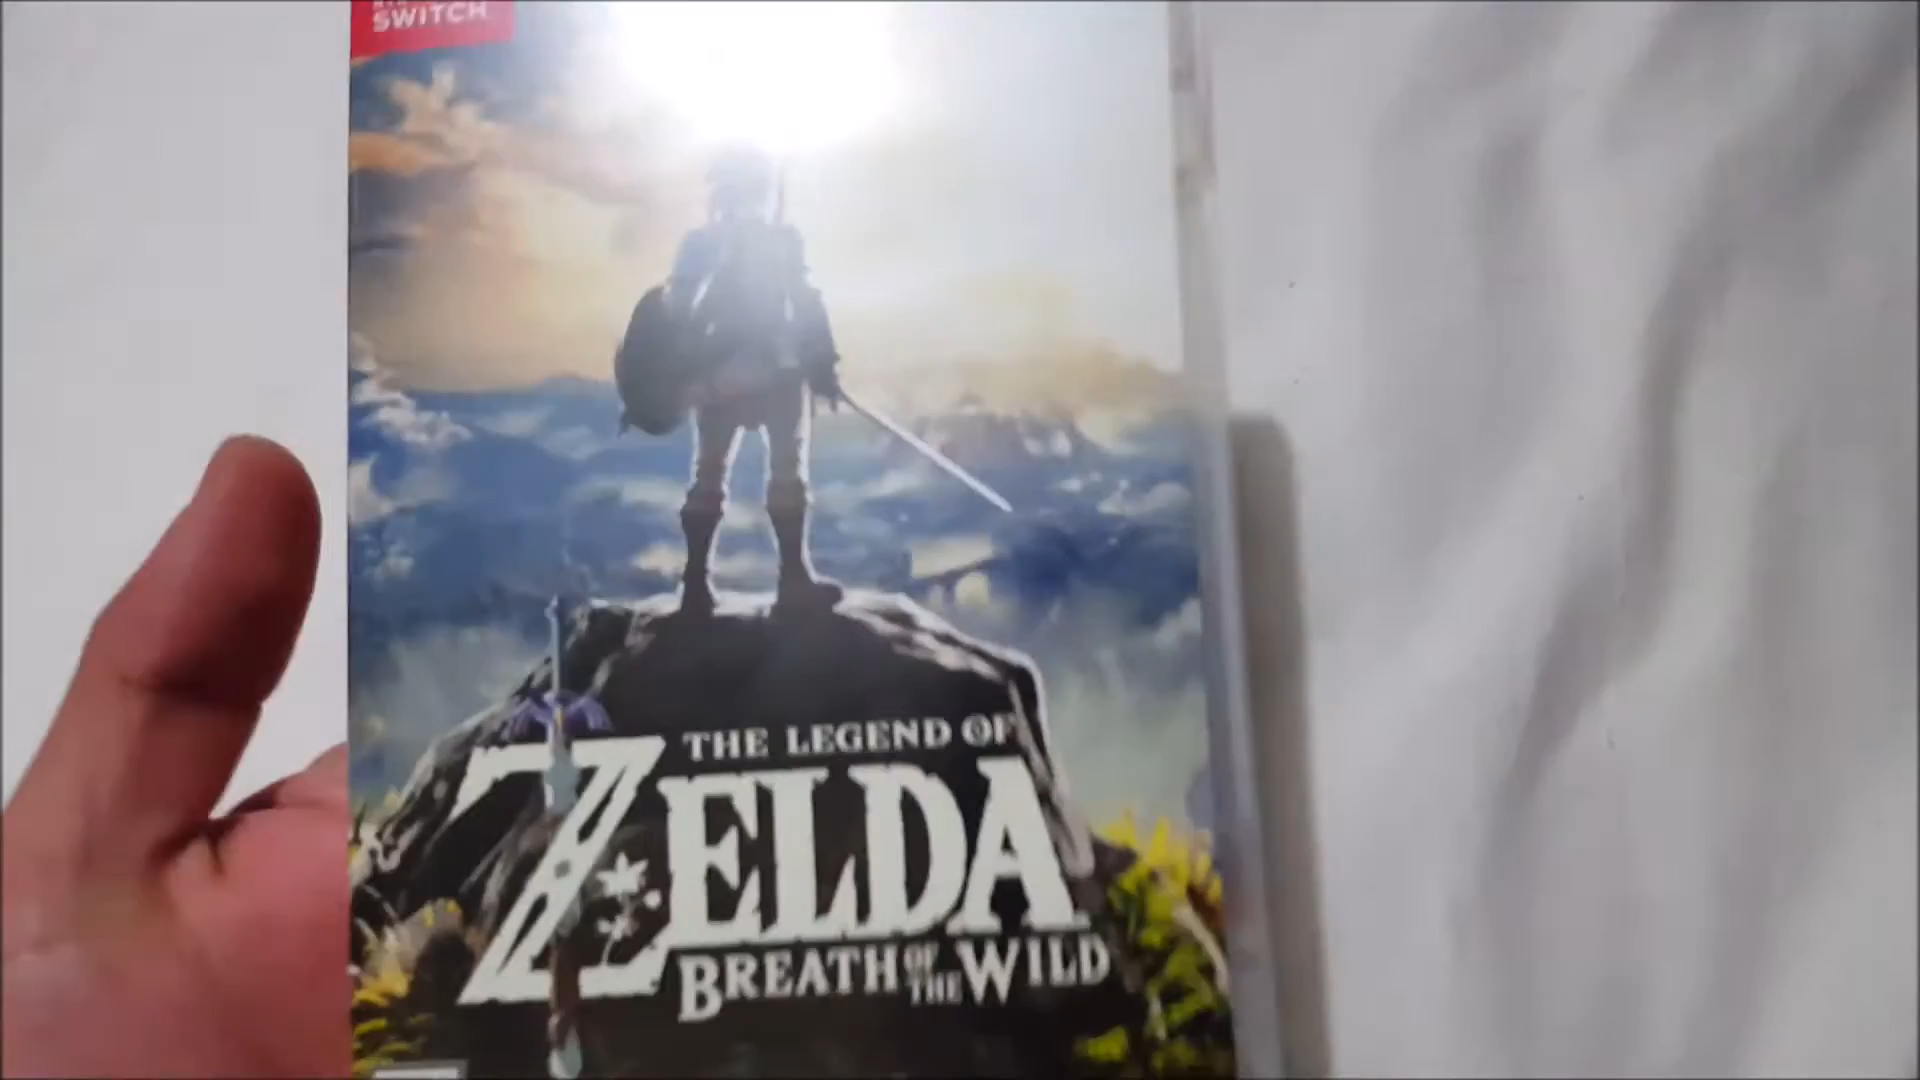 SWITCH
THE LEGEND OF
ZELDA
BREATH OF THE WILD